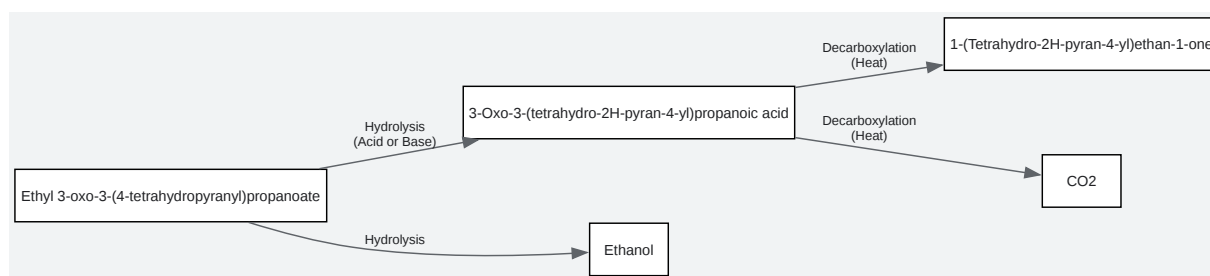 Decarboxylation
(Heat)
1-(Tetrahydro-2H-pyran-4-yl)ethan-1-one
3-Oxo-3-(tetrahydro-2H-pyran-4-yl)propanoic acid
Hydrolysis
(Acid or Base)
Decarboxylation
(Heat)
CO2
Ethyl 3-oxo-3-(4-tetrahydropyranyl)propanoate
Hydrolysis
Ethanol